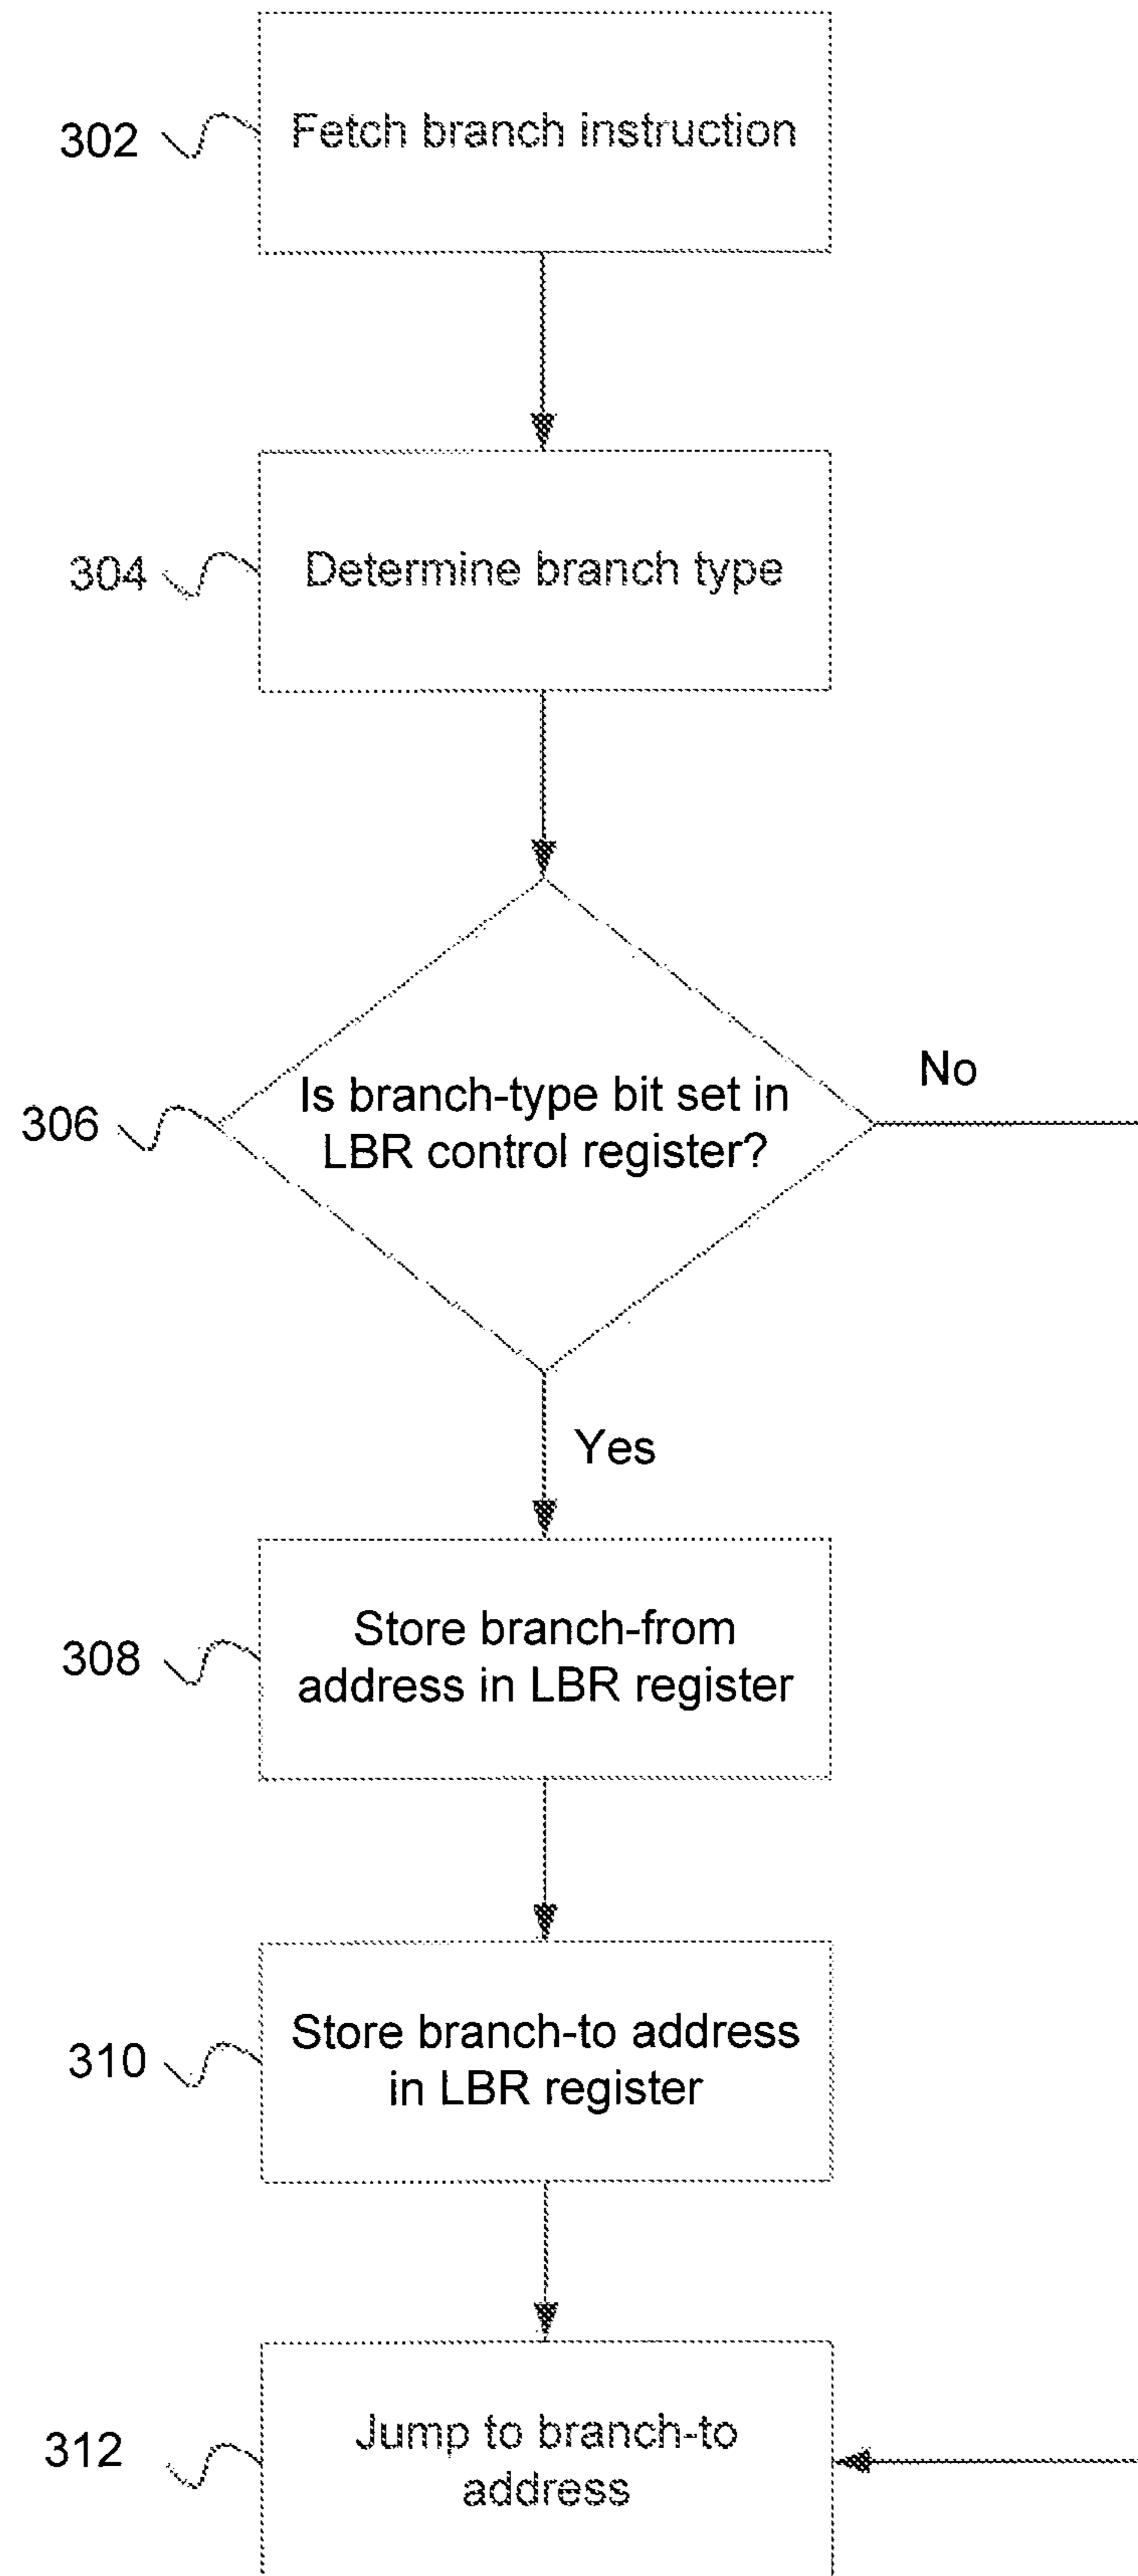 302
Fetch branch instruction
304
Determine branch type
306
Is branch-type bit set in
LBR control register?
No
Yes
308
Store branch-from
address in LBR register
310
Store branch-to address
in LBR register
312
Jump to branch-to
address